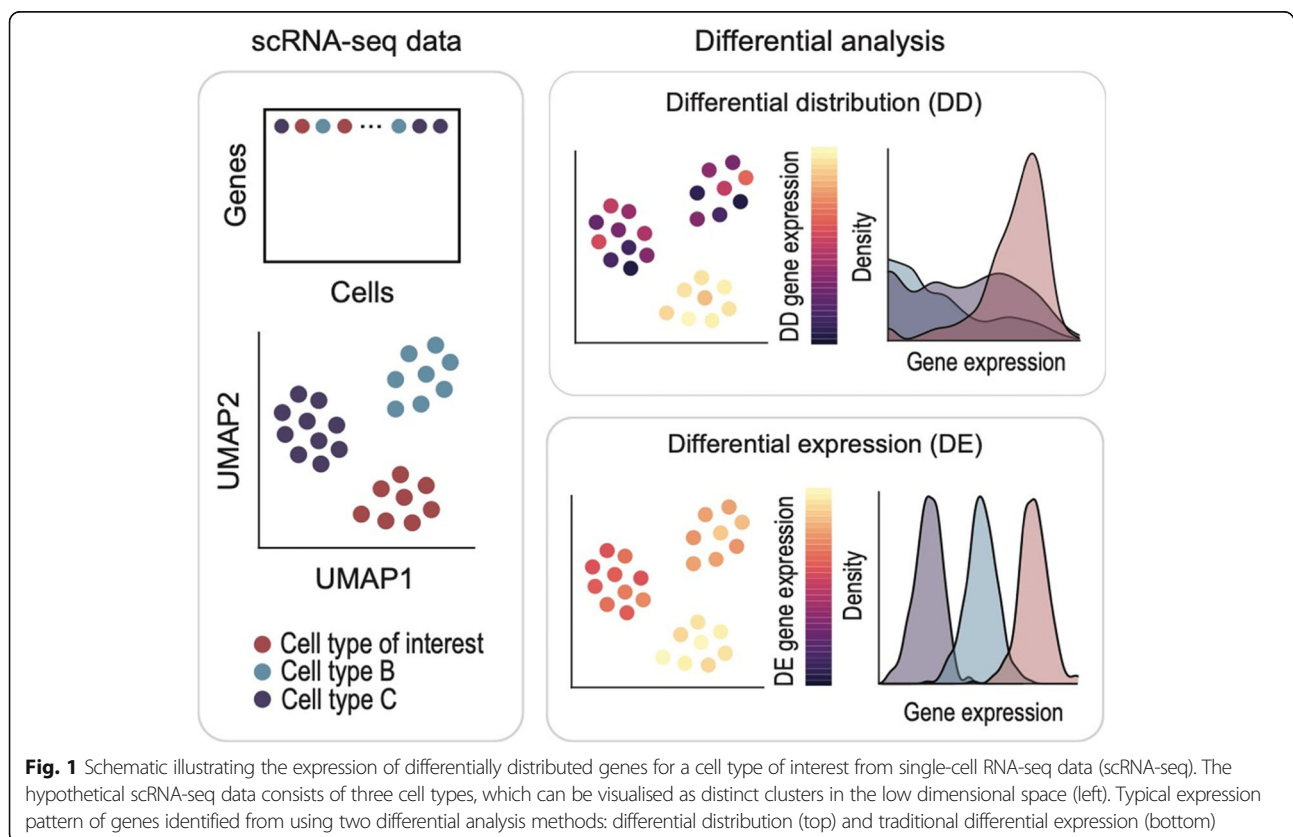 scRNA-seq data
Differential analysis
Genes
...
Cells
UMAP2
UMAP1
Cell type of interest
Cell type B
Cell type C
Differential distribution (DD)
DD gene expression
Density
Gene expression
Differential expression (DE)
DE gene expression
Density
Gene expression
Fig. 1 Schematic illustrating the expression of differentially distributed genes for a cell type of interest from single-cell RNA-seq data (scRNA-seq). The
hypothetical scRNA-seq data consists of three cell types, which can be visualised as distinct clusters in the low dimensional space (left). Typical expression
pattern of genes identified from using two differential analysis methods: differential distribution (top) and traditional differential expression (bottom)